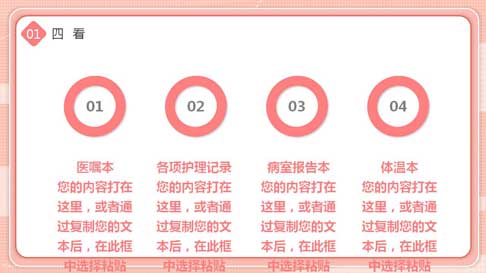 01 四 看
01
02
03
04
医嘱本
您的内容打在
这里，或者通
过复制您的文
本后，在此框
中选择粘贴
各项护理记录
您的内容打在
这里，或者通
过复制您的文
本后，在此框
中选择粘贴
病室报告本
您的内容打在
这里，或者通
过复制您的文
本后，在此框
中选择粘贴
体温本
您的内容打在
这里，或者通
过复制您的文
本后，在此框
中选择粘贴